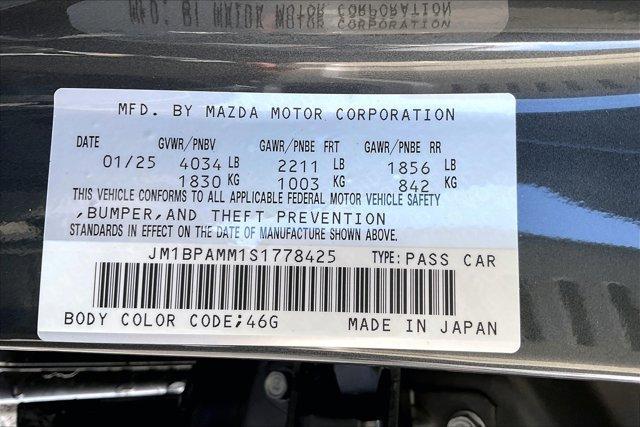 MFD. BY MAZDA MOTOR CORPORATION
DATE GVWR/PNBV GAWR/PNBE FRT GAWR/PNBE RR
01/25 4034 LB 2211 LB 1856 LB
1830 KG 1003 KG 842 KG
THIS VEHICLE CONFORMS TO ALL APPLICABLE FEDERAL MOTOR VEHICLE SAFETY
,BUMPER,AND THEFT PREVENTION
STANDARDS IN EFFECT ON THE DATE OF MANUFACTURE SHOWN ABOVE.
JM1BPAMM1S1778425 TYPE: PASS CAR
BODY COLOR CODE;46G MADE IN JAPAN